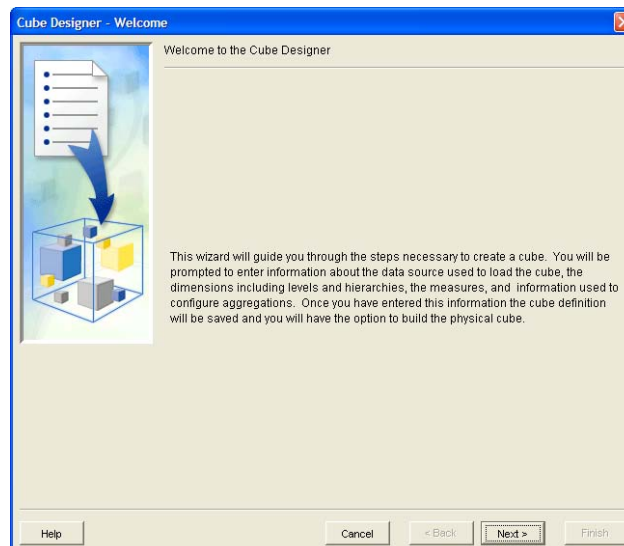 Cube Designer - Welcome
Welcome to the Cube Designer
This wizard will guide you through the steps necessary to create a cube. You will be
prompted to enter information about the data source used to load the cube, the
dimensions including levels and hierarchies, the measures, and information used to
configure aggregations. Once you have entered this information the cube definition
will be saved and you will have the option to build the physical cube.
Help
Cancel
< Back
Next >
Finish